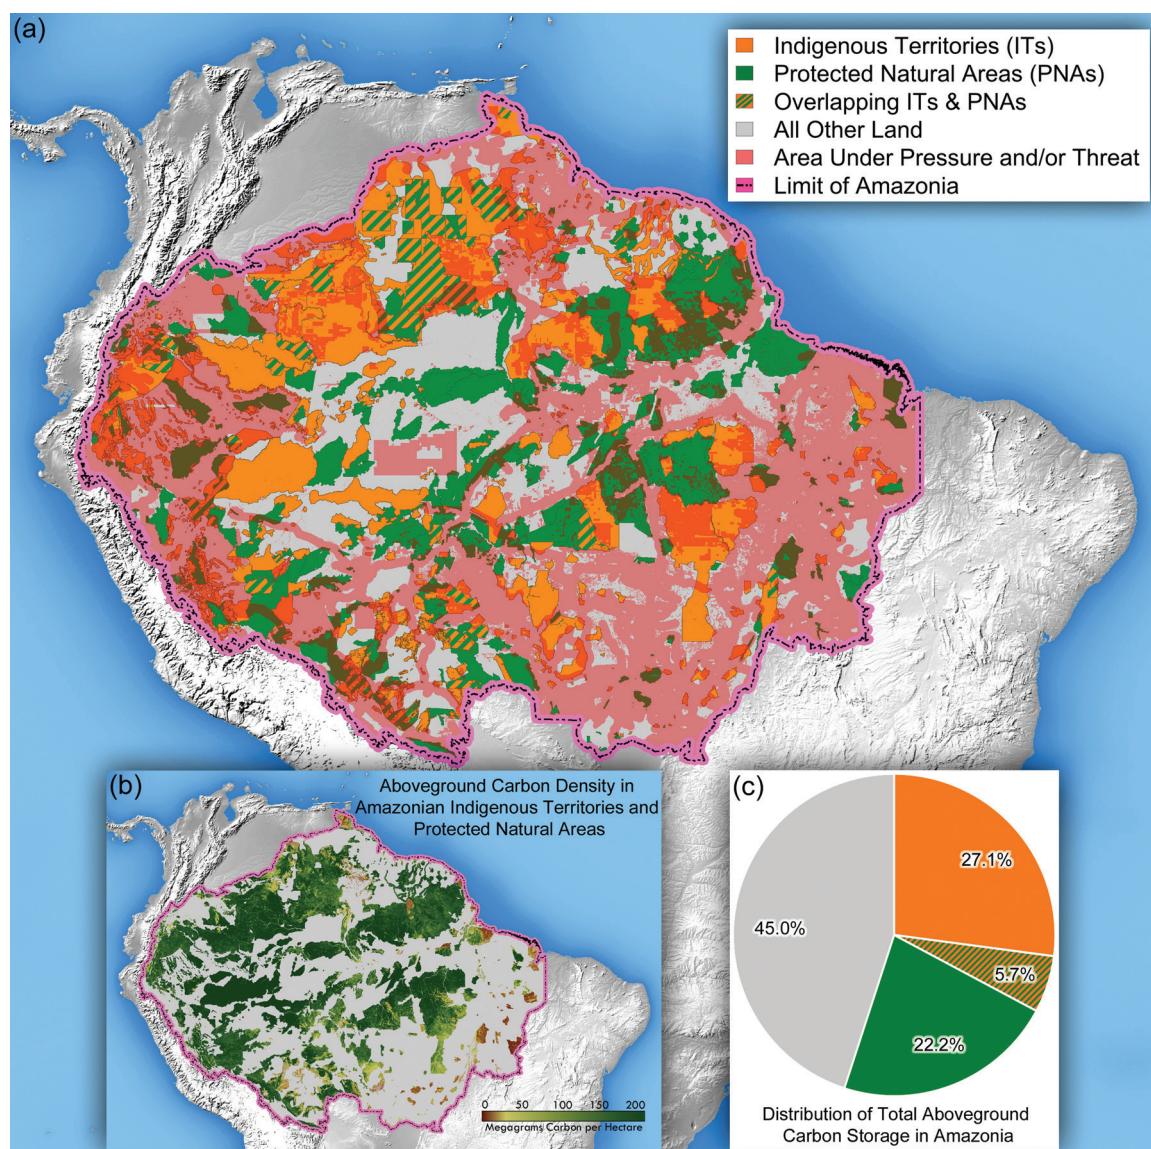 (a)
Indigenous Territories (ITs)
Protected Natural Areas (PNAs)
Overlapping ITs & PNAs
All Other Land
Area Under Pressure and/or Threat
Limit of Amazonia
(b)
Aboveground Carbon Density in
Amazonian Indigenous Territories and
Protected Natural Areas
0 50 100 150 200
Megagrams Carbon per Hectare
(c)
27.1%
45.0%
5.7%
22.2%
Distribution of Total Aboveground
Carbon Storage in Amazonia